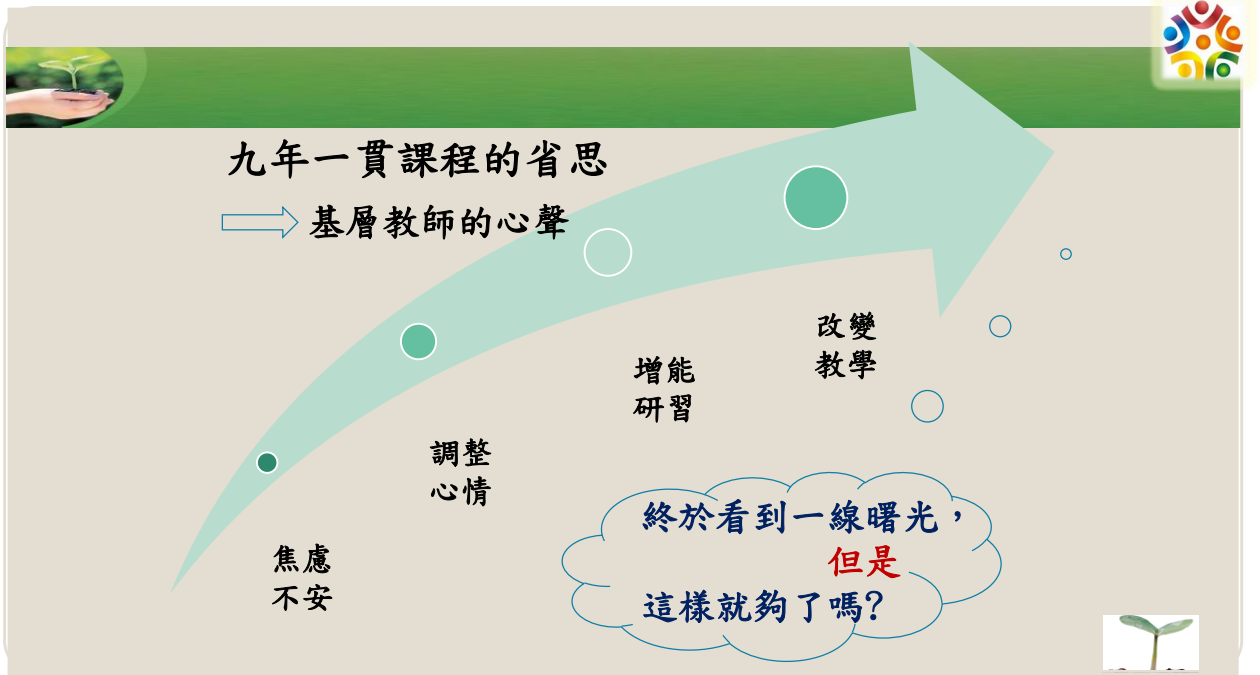 九年一貫課程的省思
基層教師的心聲
焦慮
不安
調整
心情
增能
研習
改變
教學
終於看到一線曙光，
但是
這樣就夠了嗎?